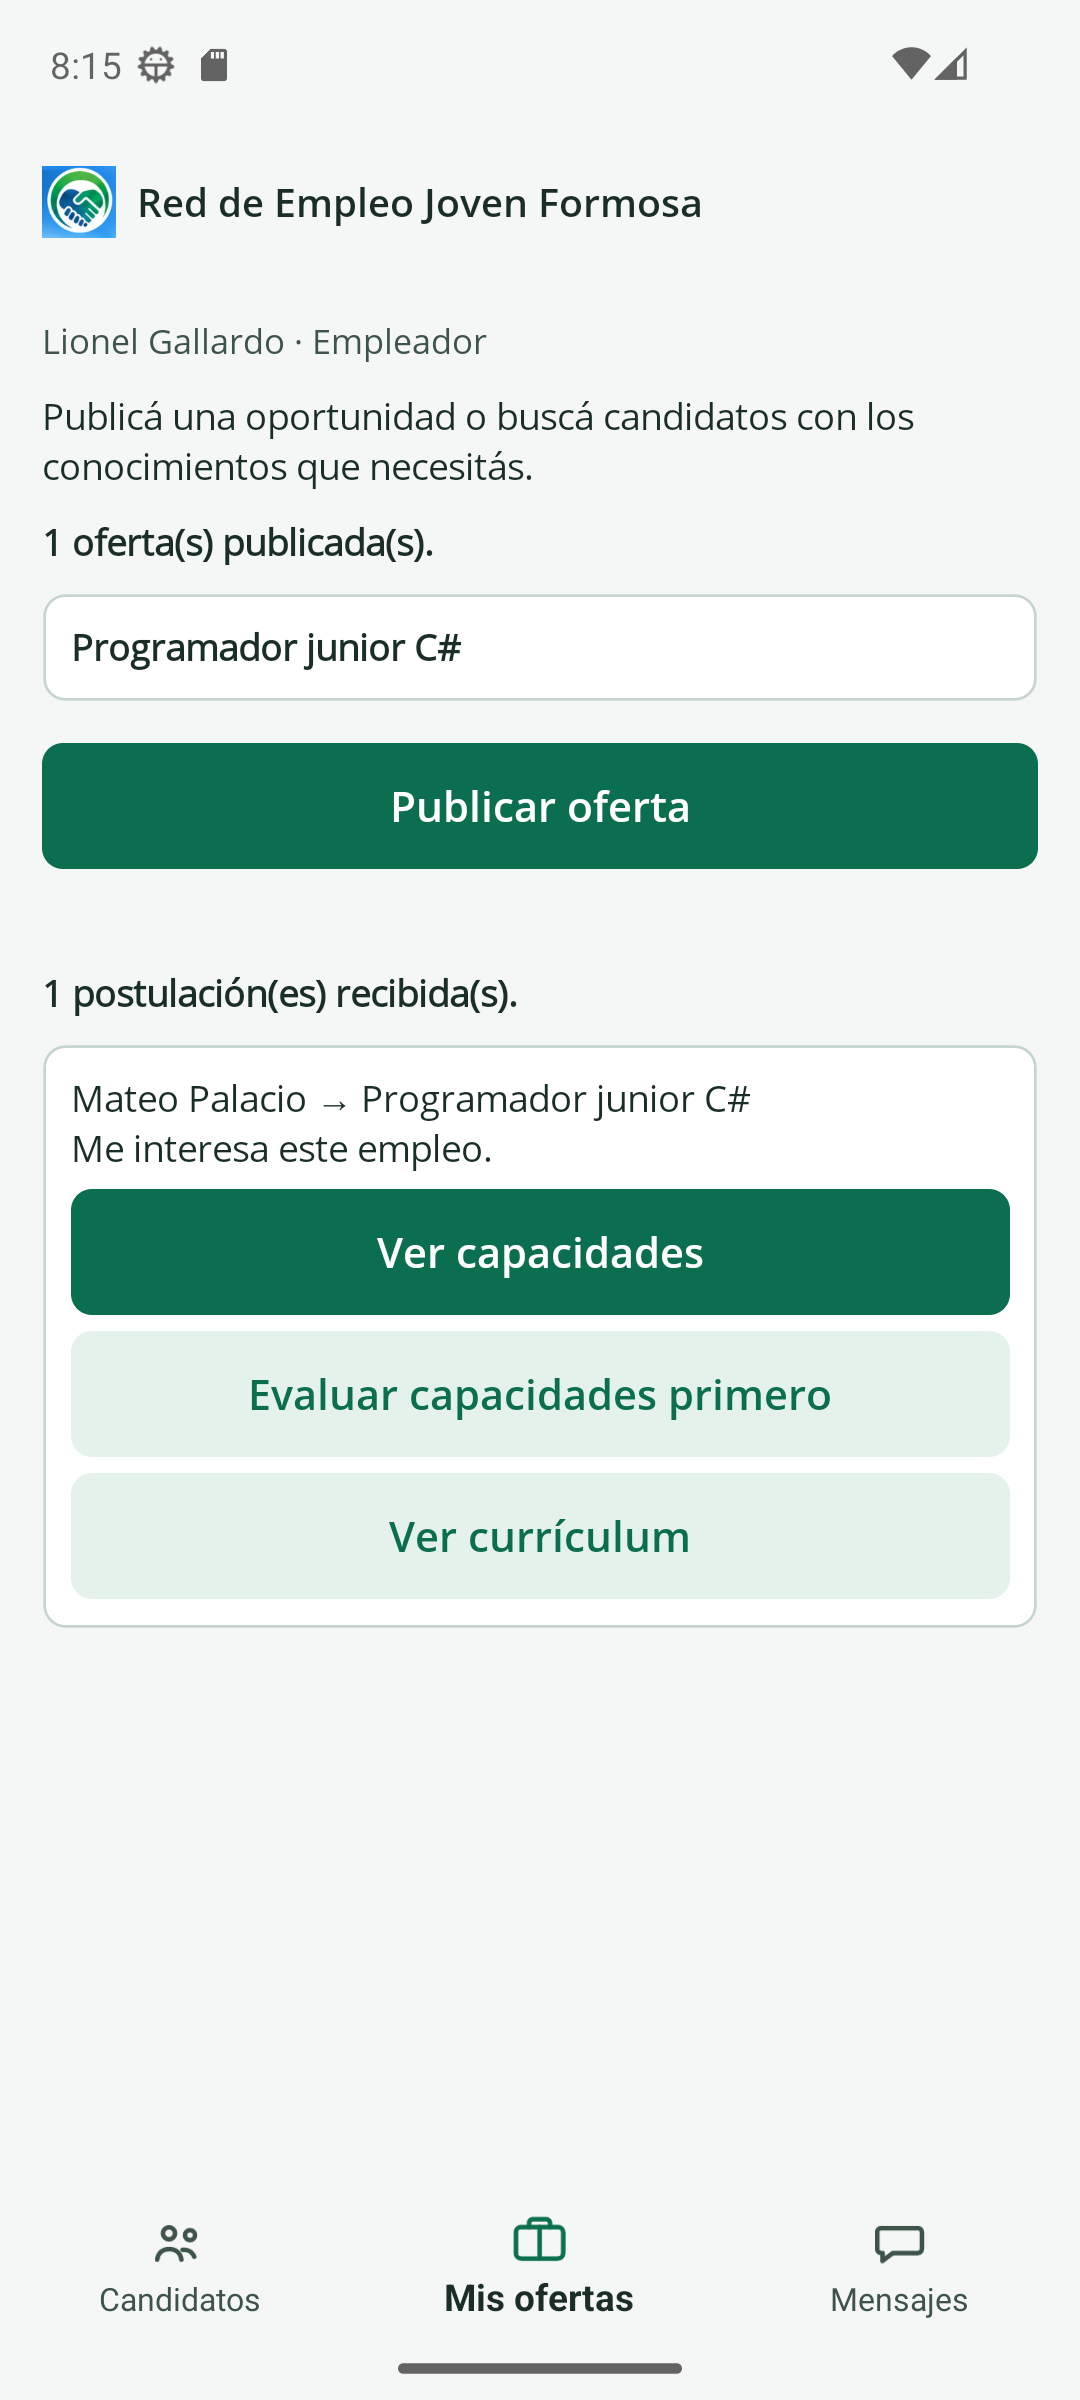 8:15
Red de Empleo Joven Formosa
Lionel Gallardo · Empleador
Publicá una oportunidad o buscá candidatos con los
conocimientos que necesitás.
1 oferta(s) publicada(s).
Programador junior C#
Publicar oferta
1 postulación(es) recibida(s).
Mateo Palacio → Programador junior C#
Me interesa este empleo.
Ver capacidades
Evaluar capacidades primero
Ver currículum
Candidatos
Mis ofertas
Mensajes